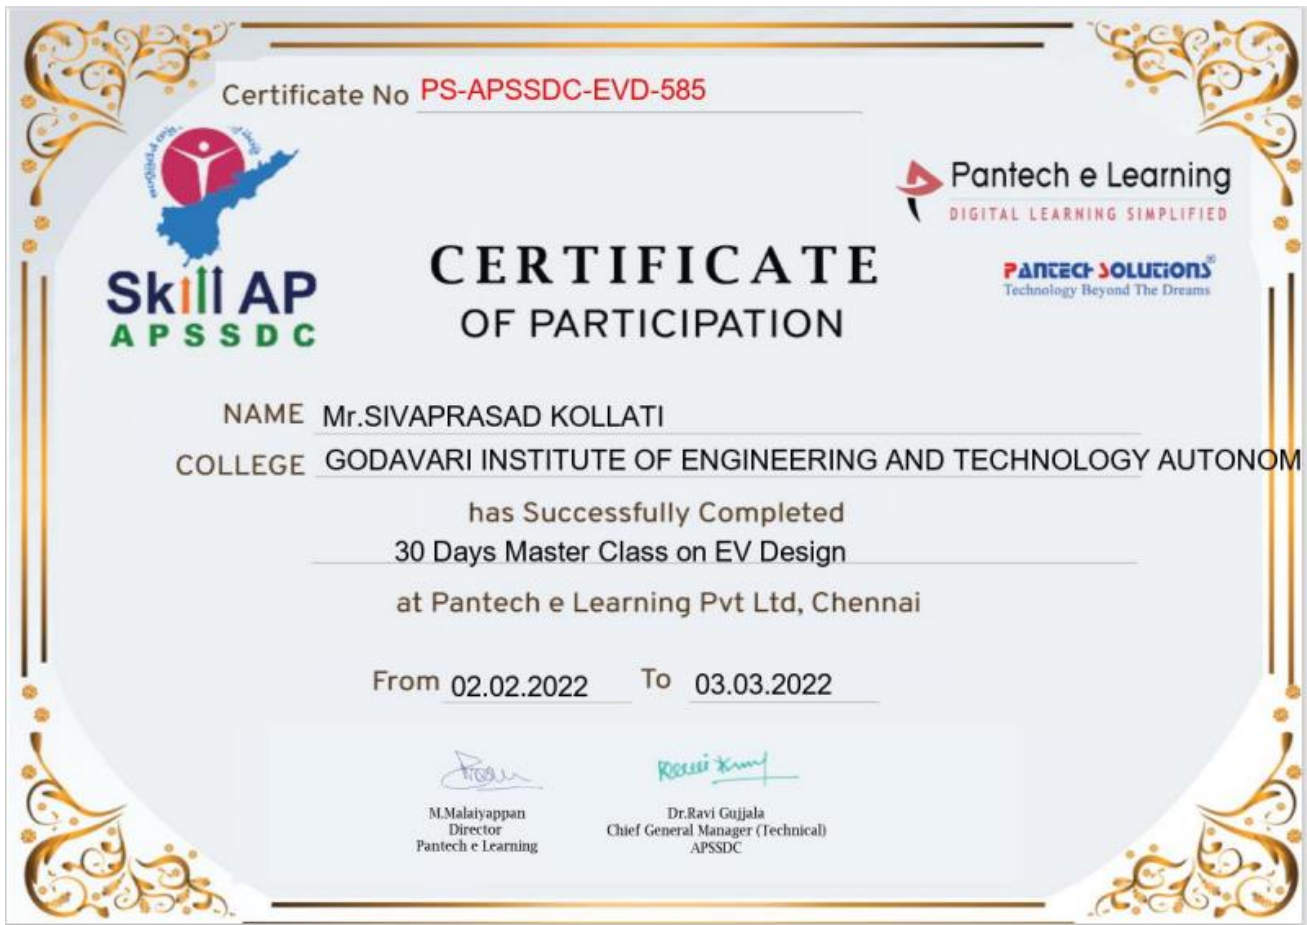 Certificate No PS-APSSDC-EVD-585
Skill AP
APSSDC
Pantech e Learning
DIGITAL LEARNING SIMPLIFIED
PANTECH SOLUTIONS®
Technology Beyond The Dreams
CERTIFICATE
OF PARTICIPATION
NAME Mr.SIVAPRASAD KOLLATI
COLLEGE GODAVARI INSTITUTE OF ENGINEERING AND TECHNOLOGY AUTONOM
has Successfully Completed
30 Days Master Class on EV Design
at Pantech e Learning Pvt Ltd, Chennai
From 02.02.2022 To 03.03.2022
M.Malaiyappan
Director
Pantech e Learning
Dr.Ravi Gujjala
Chief General Manager (Technical)
APSSDC